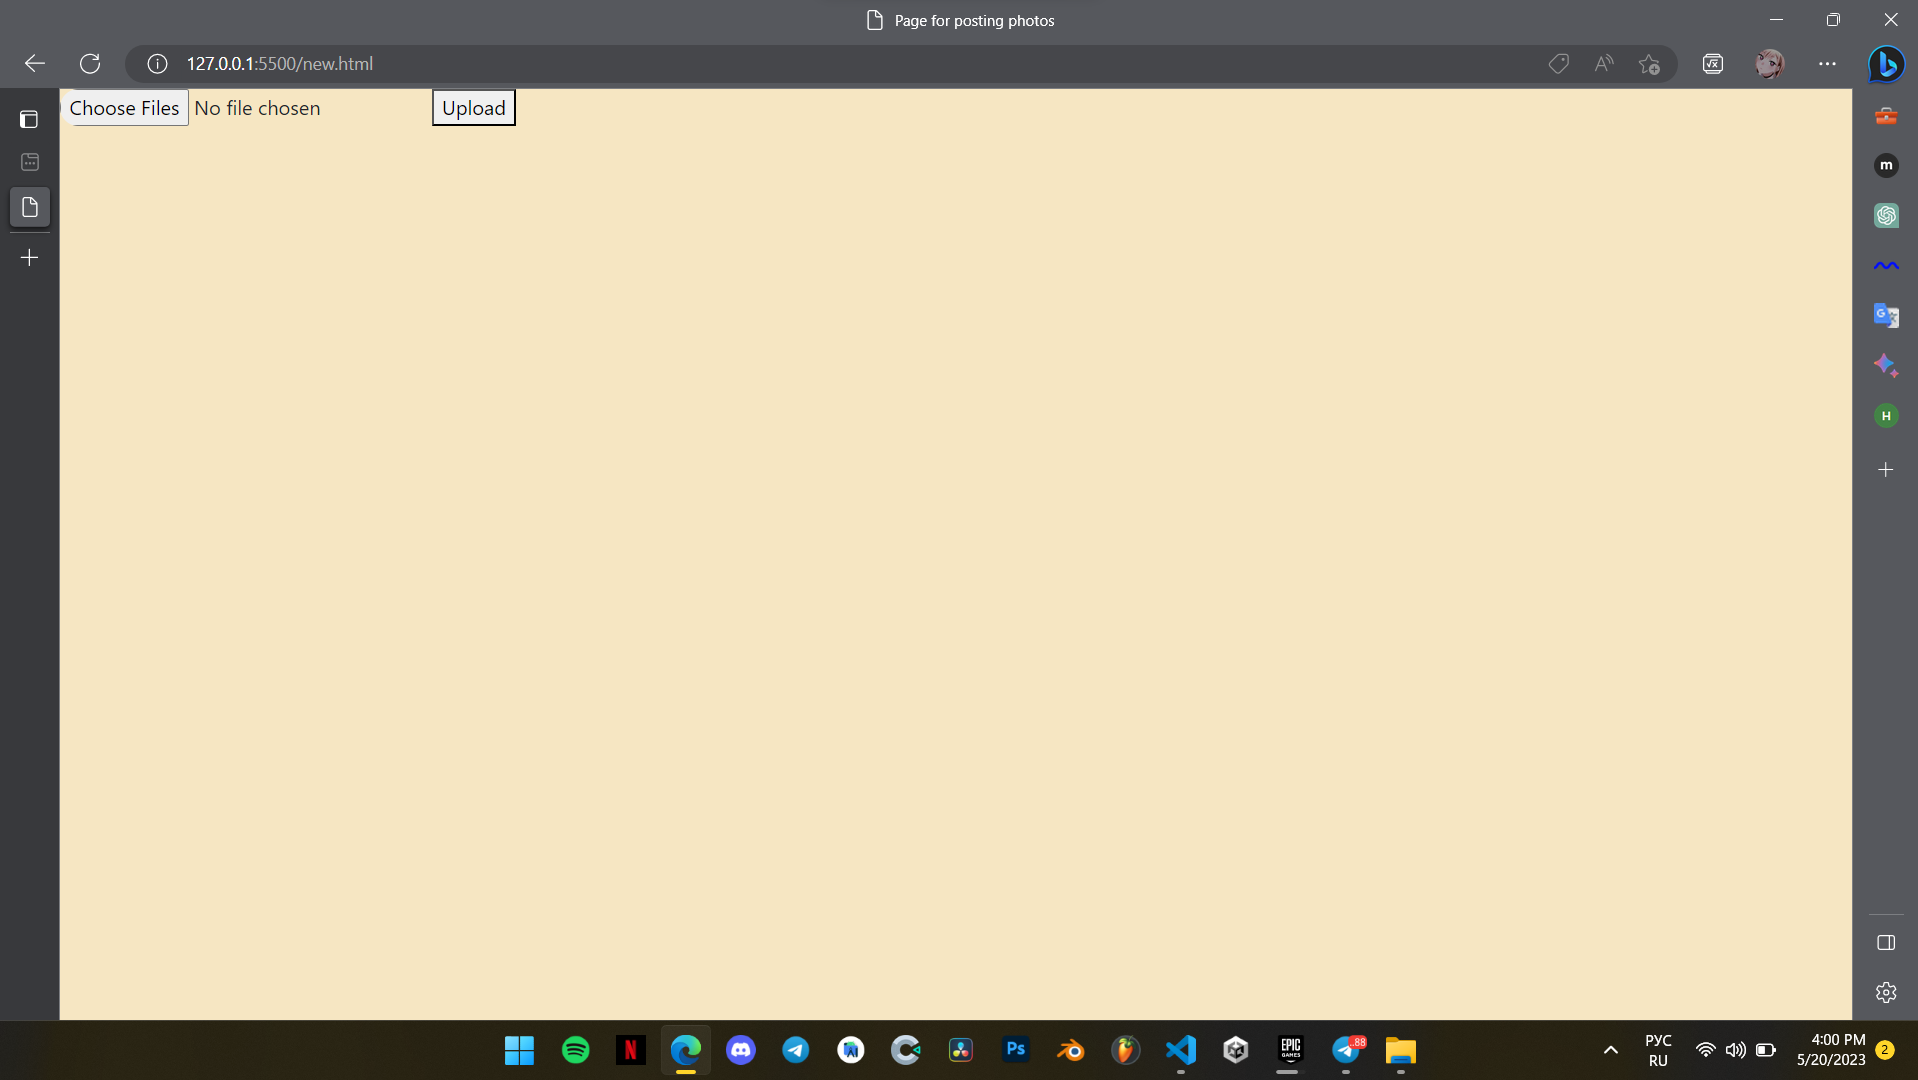 Page for posting photos
127.0.0.1:5500/new.html
Choose Files No file chosen Upload
m
G
H
N
Ps
EPIC
GAMES
.88
РУС
RU
4:00 PM
5/20/2023
2